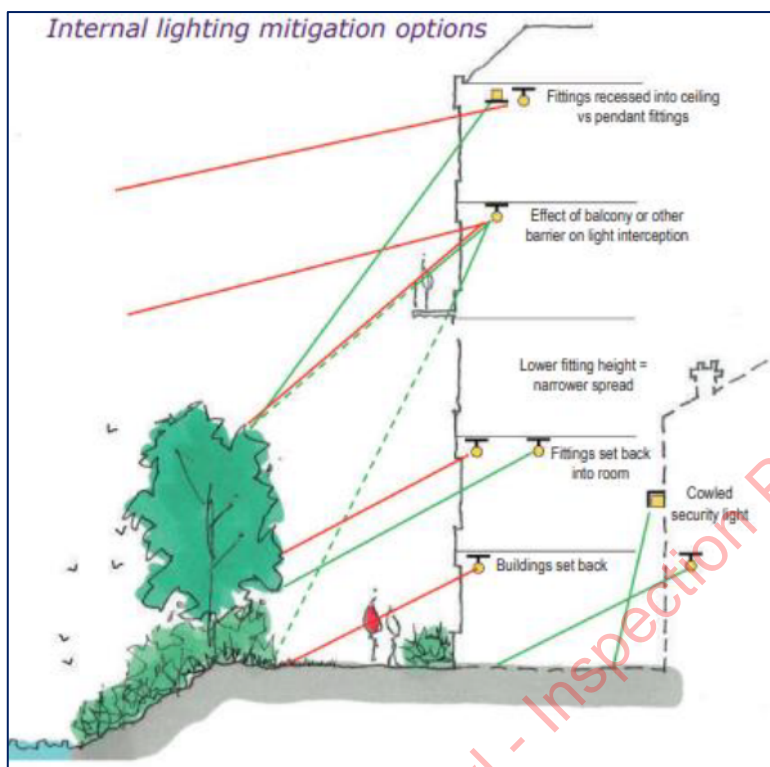 Internal lighting mitigation options
Fittings recessed into ceiling
vs pendant fittings
Effect of balcony or other
barrier on light interception
Lower fitting height =
narrower spread
Fittings set back
into room
Cowled
security light
Buildings set back
- Inspection